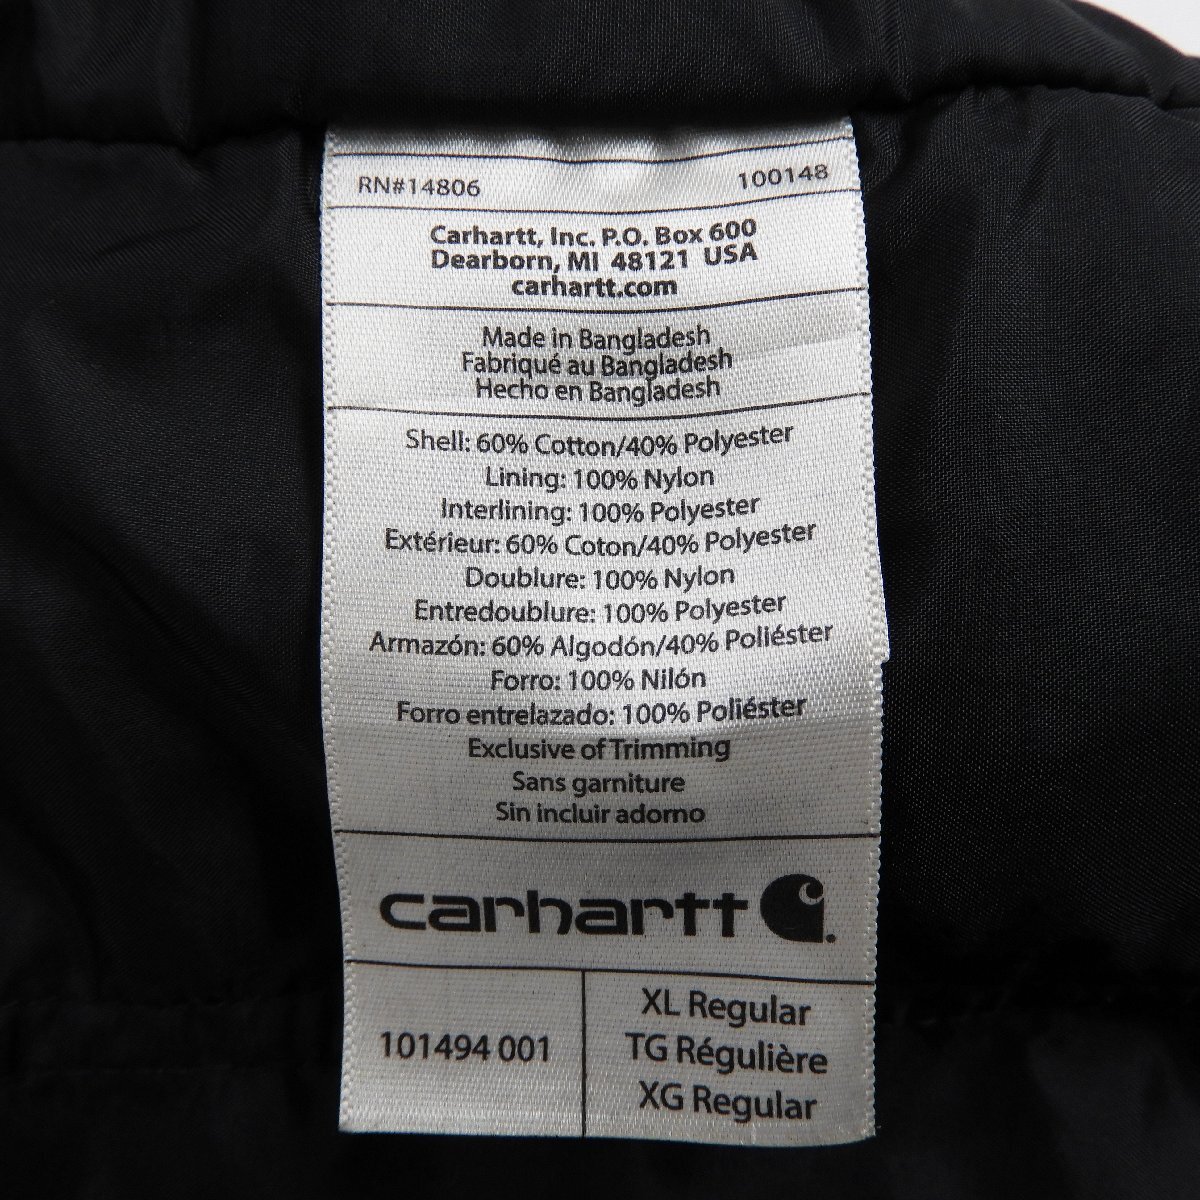 RN#14806 100148
Carhartt, Inc. P.O. Box 600
Dearborn, MI 48121 USA
carhartt.com
Made in Bangladesh
Fabriqué au Bangladesh
Hecho en Bangladesh
Shell: 60% Cotton/40% Polyester
Lining: 100% Nylon
Interlining: 100% Polyester
Extérieur: 60% Coton/40% Polyester
Doublure: 100% Nylon
Entredoublure: 100% Polyester
Armazón: 60% Algodón/40% Poliéster
Forro: 100% Nilón
Forro entrelazado: 100% Poliéster
Exclusive of Trimming
Sans garniture
Sin incluir adorno
carhartt
101494 001
XL Regular
TG Régulière
XG Regular